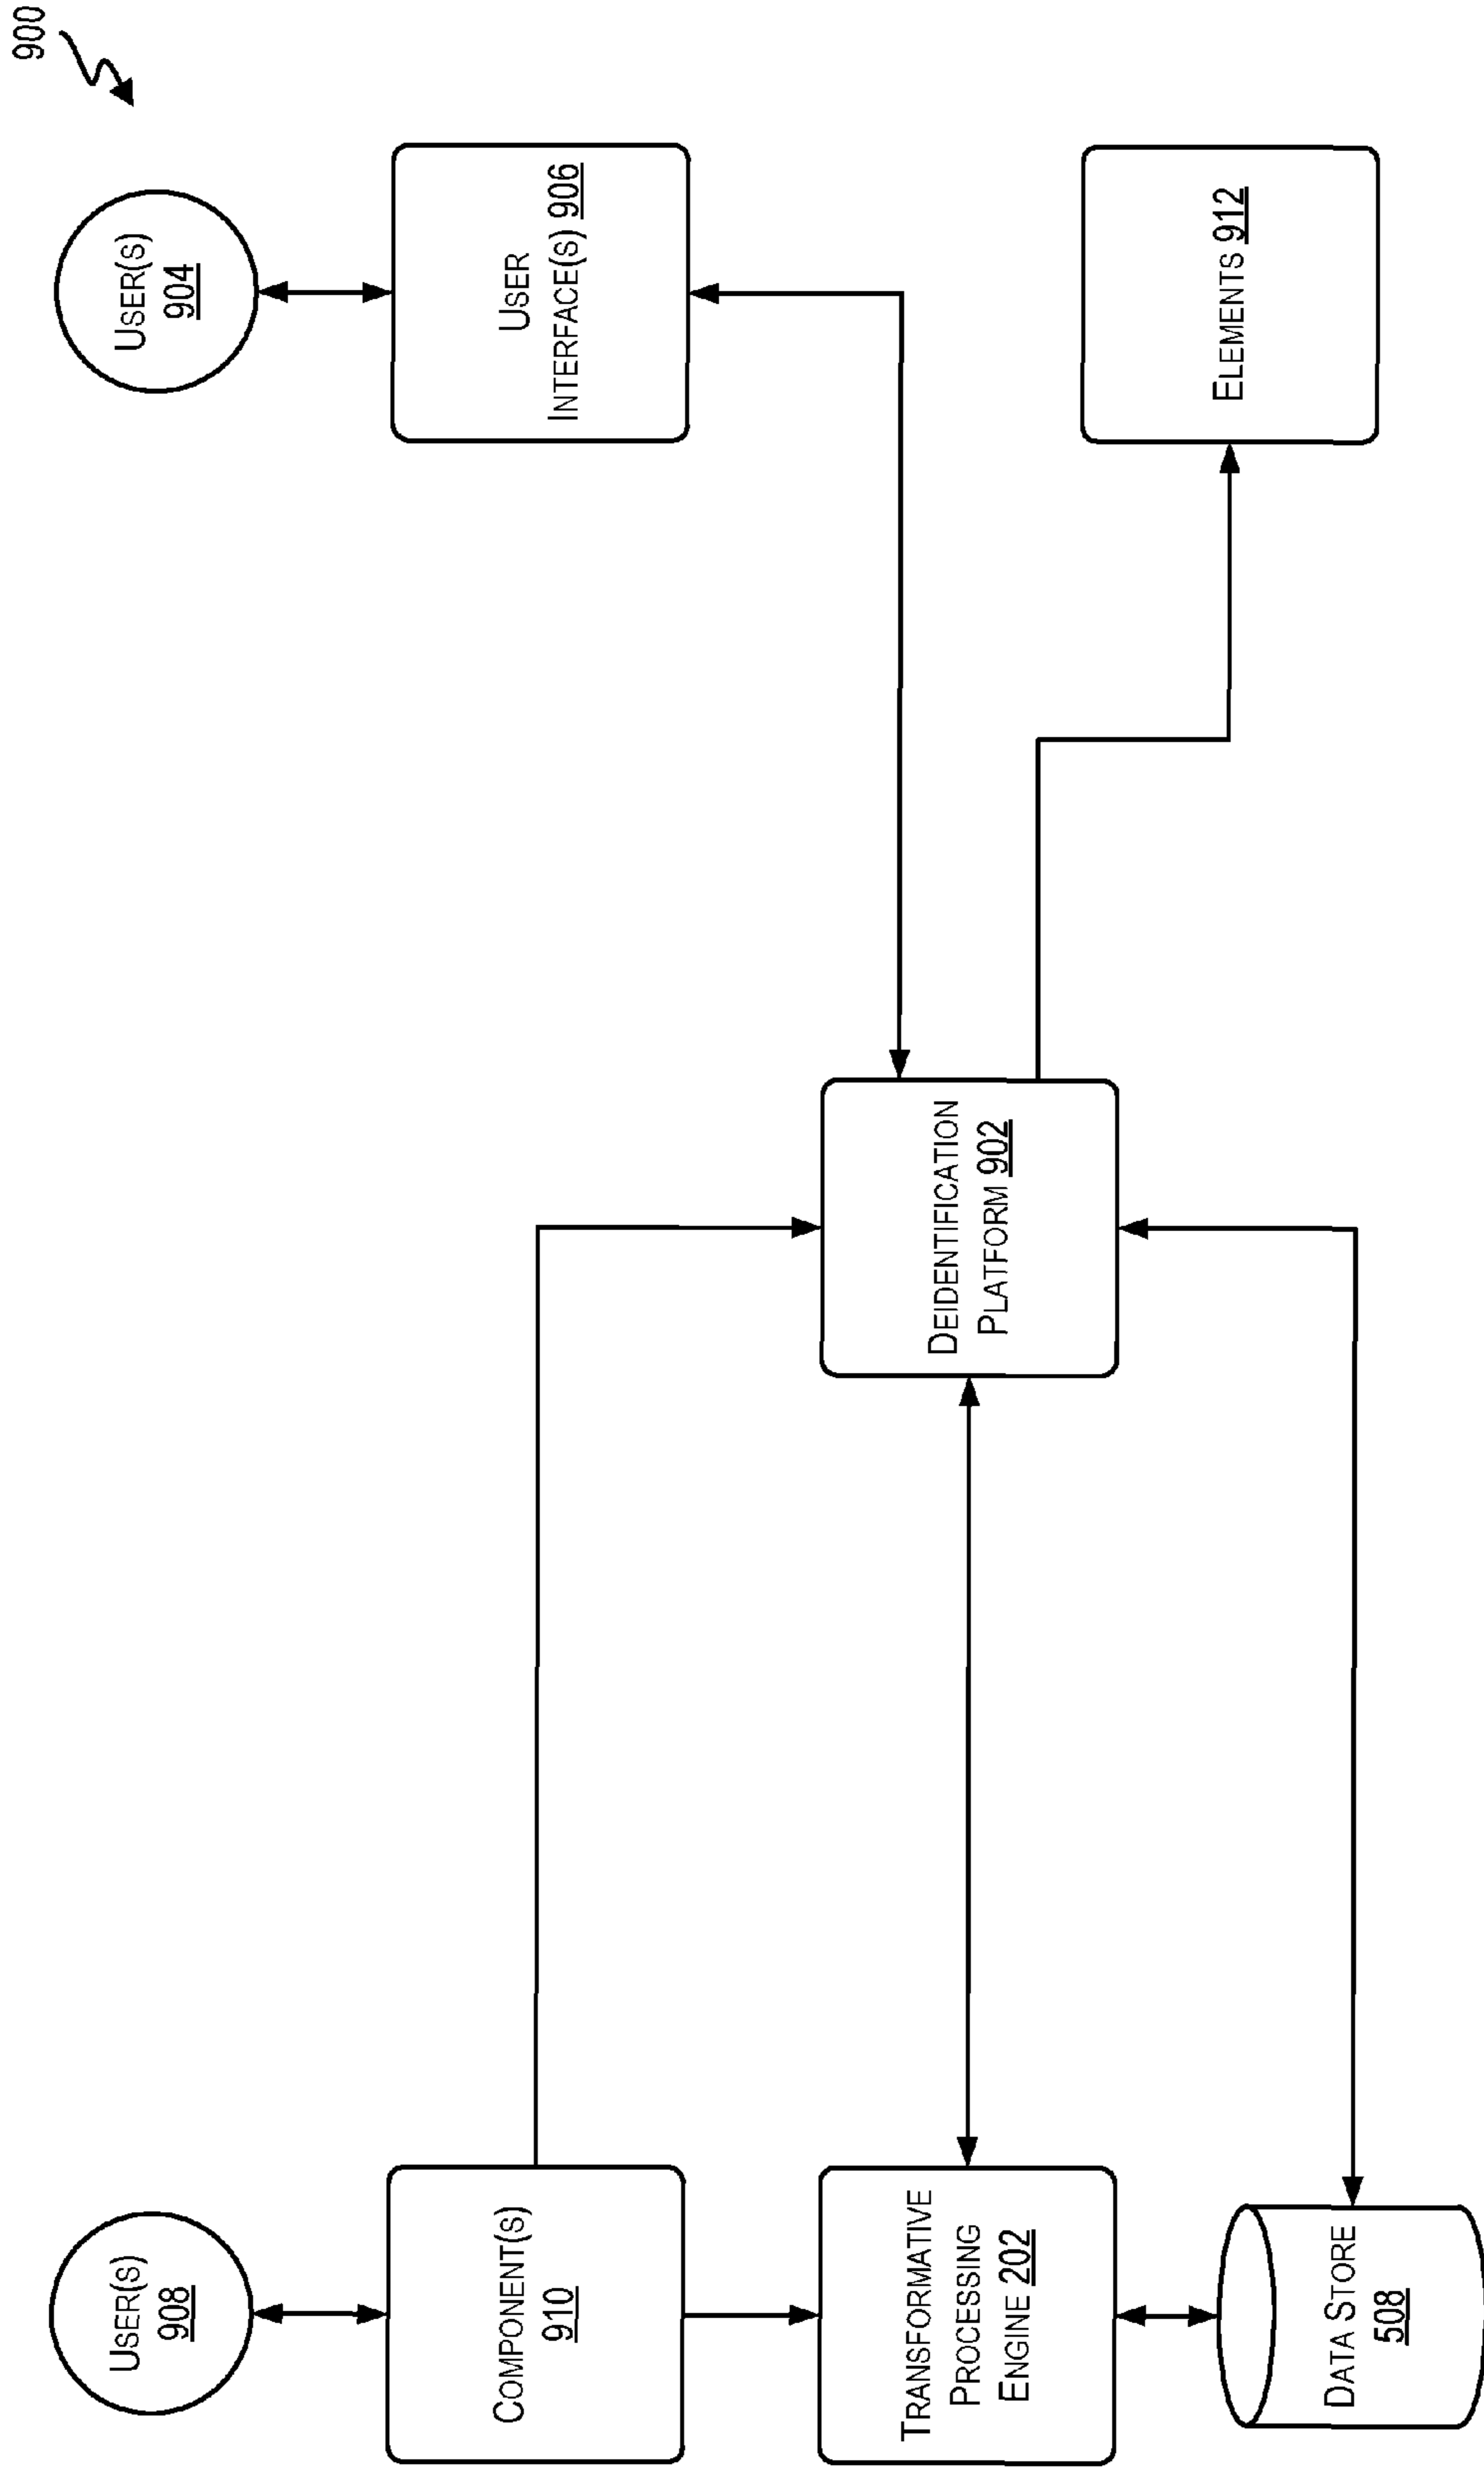 900
User(s)
908
User(s)
904
Component(s)
910
User
Interface(s) 906
Transformative
Processing
Engine 202
Deidentification
Platform 902
Elements 912
Data Store
508